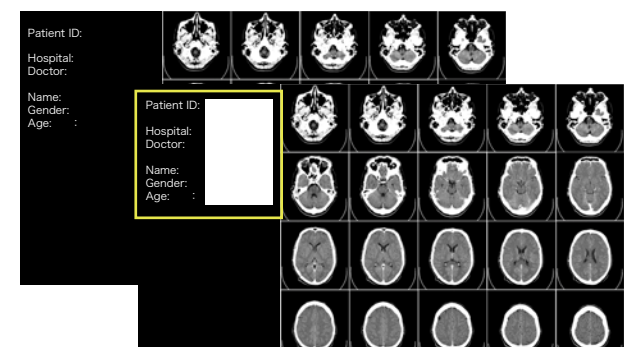 Patient ID:
Hospital:
Doctor:
Name:
Gender:
Age: :
Patient ID:
Hospital:
Doctor:
Name:
Gender:
Age: :